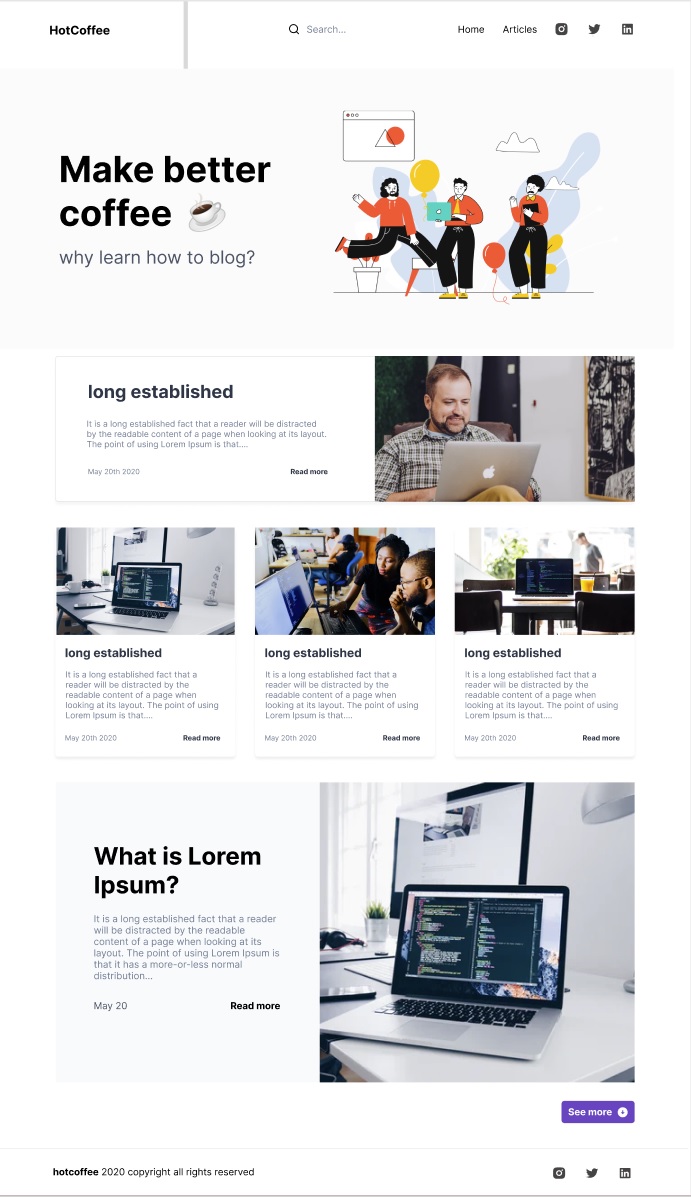 HotCoffee
Search...
Home
Articles
Make better
coffee
why learn how to blog?
long established
It is a long established fact that a reader will be distracted
by the readable content of a page when looking at its layout.
The point of using Lorem Ipsum is that....
May 20th 2020
Read more
long established
It is a long established fact that a
reader will be distracted by the
readable content of a page when
looking at its layout. The point of using
Lorem Ipsum is that....
May 20th 2020
Read more
long established
It is a long established fact that a
reader will be distracted by the
readable content of a page when
looking at its layout. The point of using
Lorem Ipsum is that....
May 20th 2020
Read more
long established
It is a long established fact that a
reader will be distracted by the
readable content of a page when
looking at its layout. The point of using
Lorem Ipsum is that....
May 20th 2020
Read more
What is Lorem
Ipsum?
It is a long established fact that a reader
will be distracted by the readable
content of a page when looking at its
layout. The point of using Lorem Ipsum is
that it has a more-or-less normal
distribution...
May 20
Read more
See more
hotcoffee 2020 copyright all rights reserved